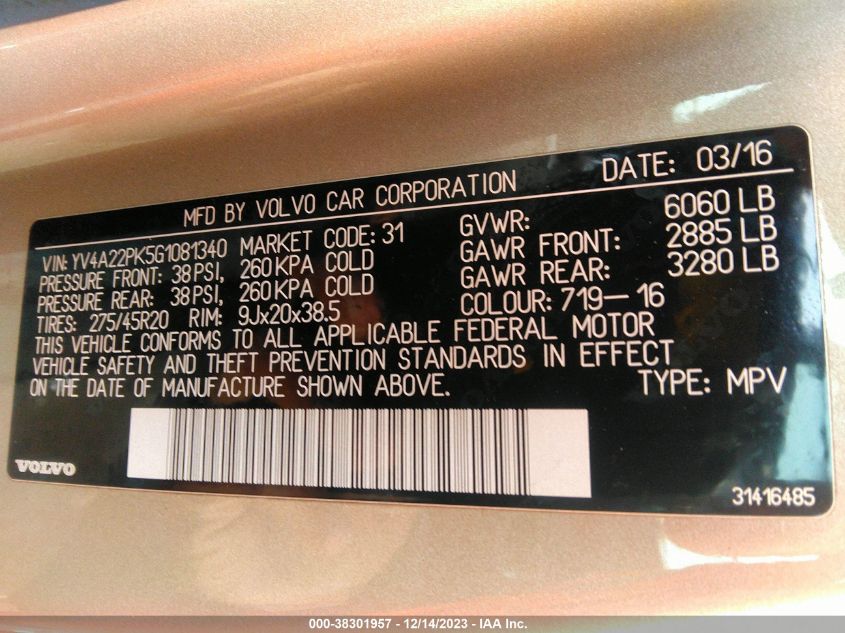 MFD BY VOLVO CAR CORPORATION DATE: 03/16
VIN: YV4A22PK5G1081340 MARKET CODE: 31 GVWR: 6060 LB
PRESSURE FRONT: 38 PSI, 260 KPA COLD GAWR FRONT: 2885 LB
PRESSURE REAR: 38 PSI, 260 KPA COLD GAWR REAR: 3280 LB
TIRES: 275/45R20 RIM: 9Jx20x38.5 COLOUR: 719-16
THIS VEHICLE CONFORMS TO ALL APPLICABLE FEDERAL MOTOR
VEHICLE SAFETY AND THEFT PREVENTION STANDARDS IN EFFECT
ON THE DATE OF MANUFACTURE SHOWN ABOVE. TYPE: MPV
VOLVO 31416485
000-38301957 - 12/14/2023 - IAA Inc.